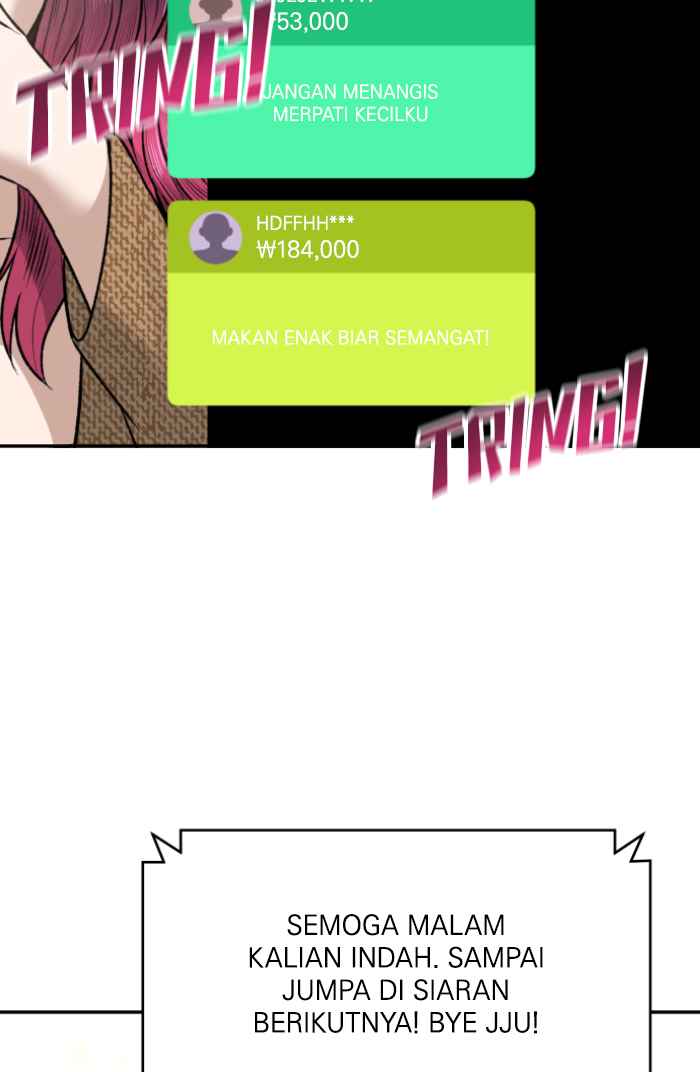 ₩53,000
TRING!
JANGAN MENANGIS
MERPATI KECILKU
HDFFHH***
₩184,000
MAKAN ENAK BIAR SEMANGAT!
TRING!
SEMOGA MALAM
KALIAN INDAH. SAMPAI
JUMPA DI SIARAN
BERIKUTNYA! BYE JJU!